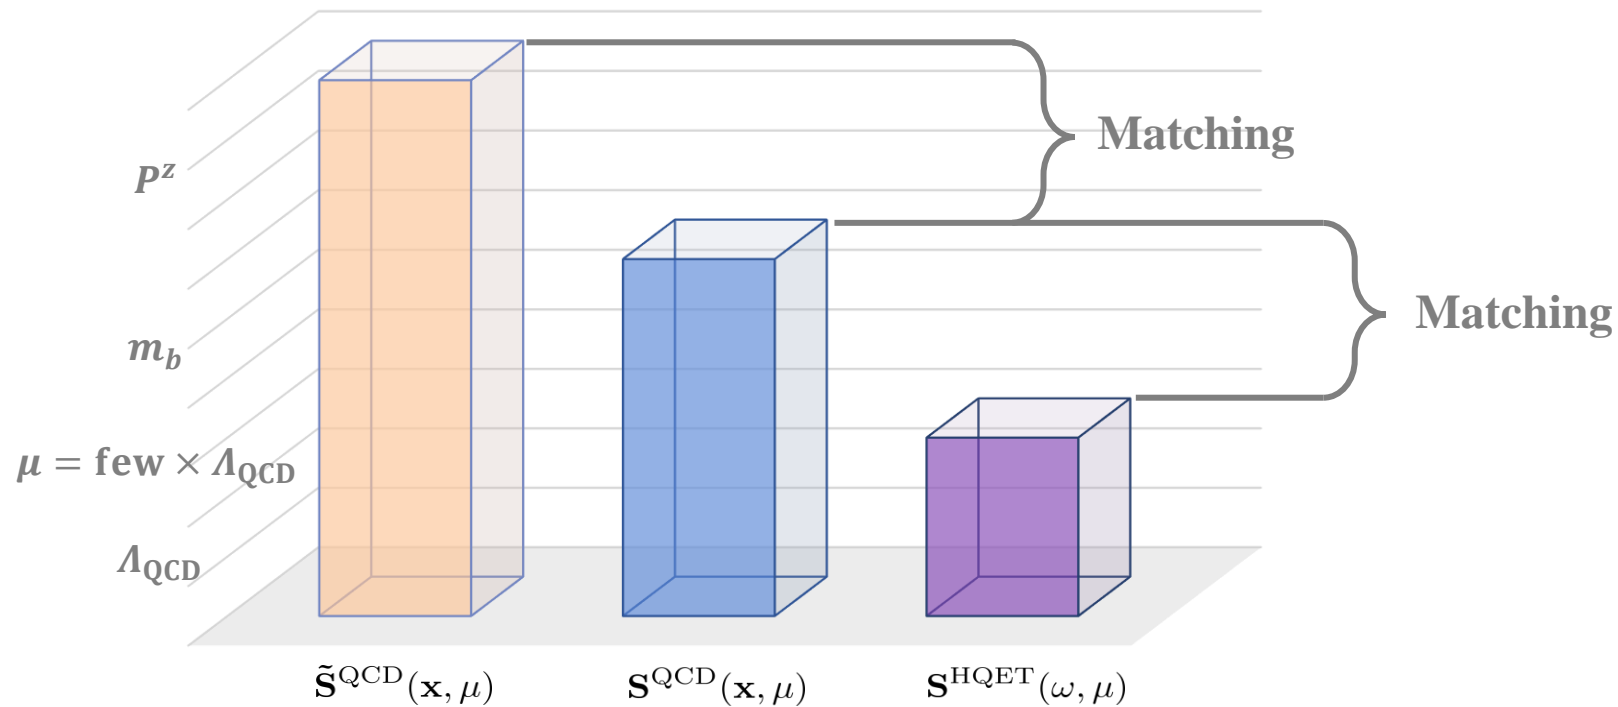 Matching
P^z
Matching
m_b
μ = few × Λ_QCD
Λ_QCD
S̃^QCD(x, μ)
S^QCD(x, μ)
S^HQET(ω, μ)